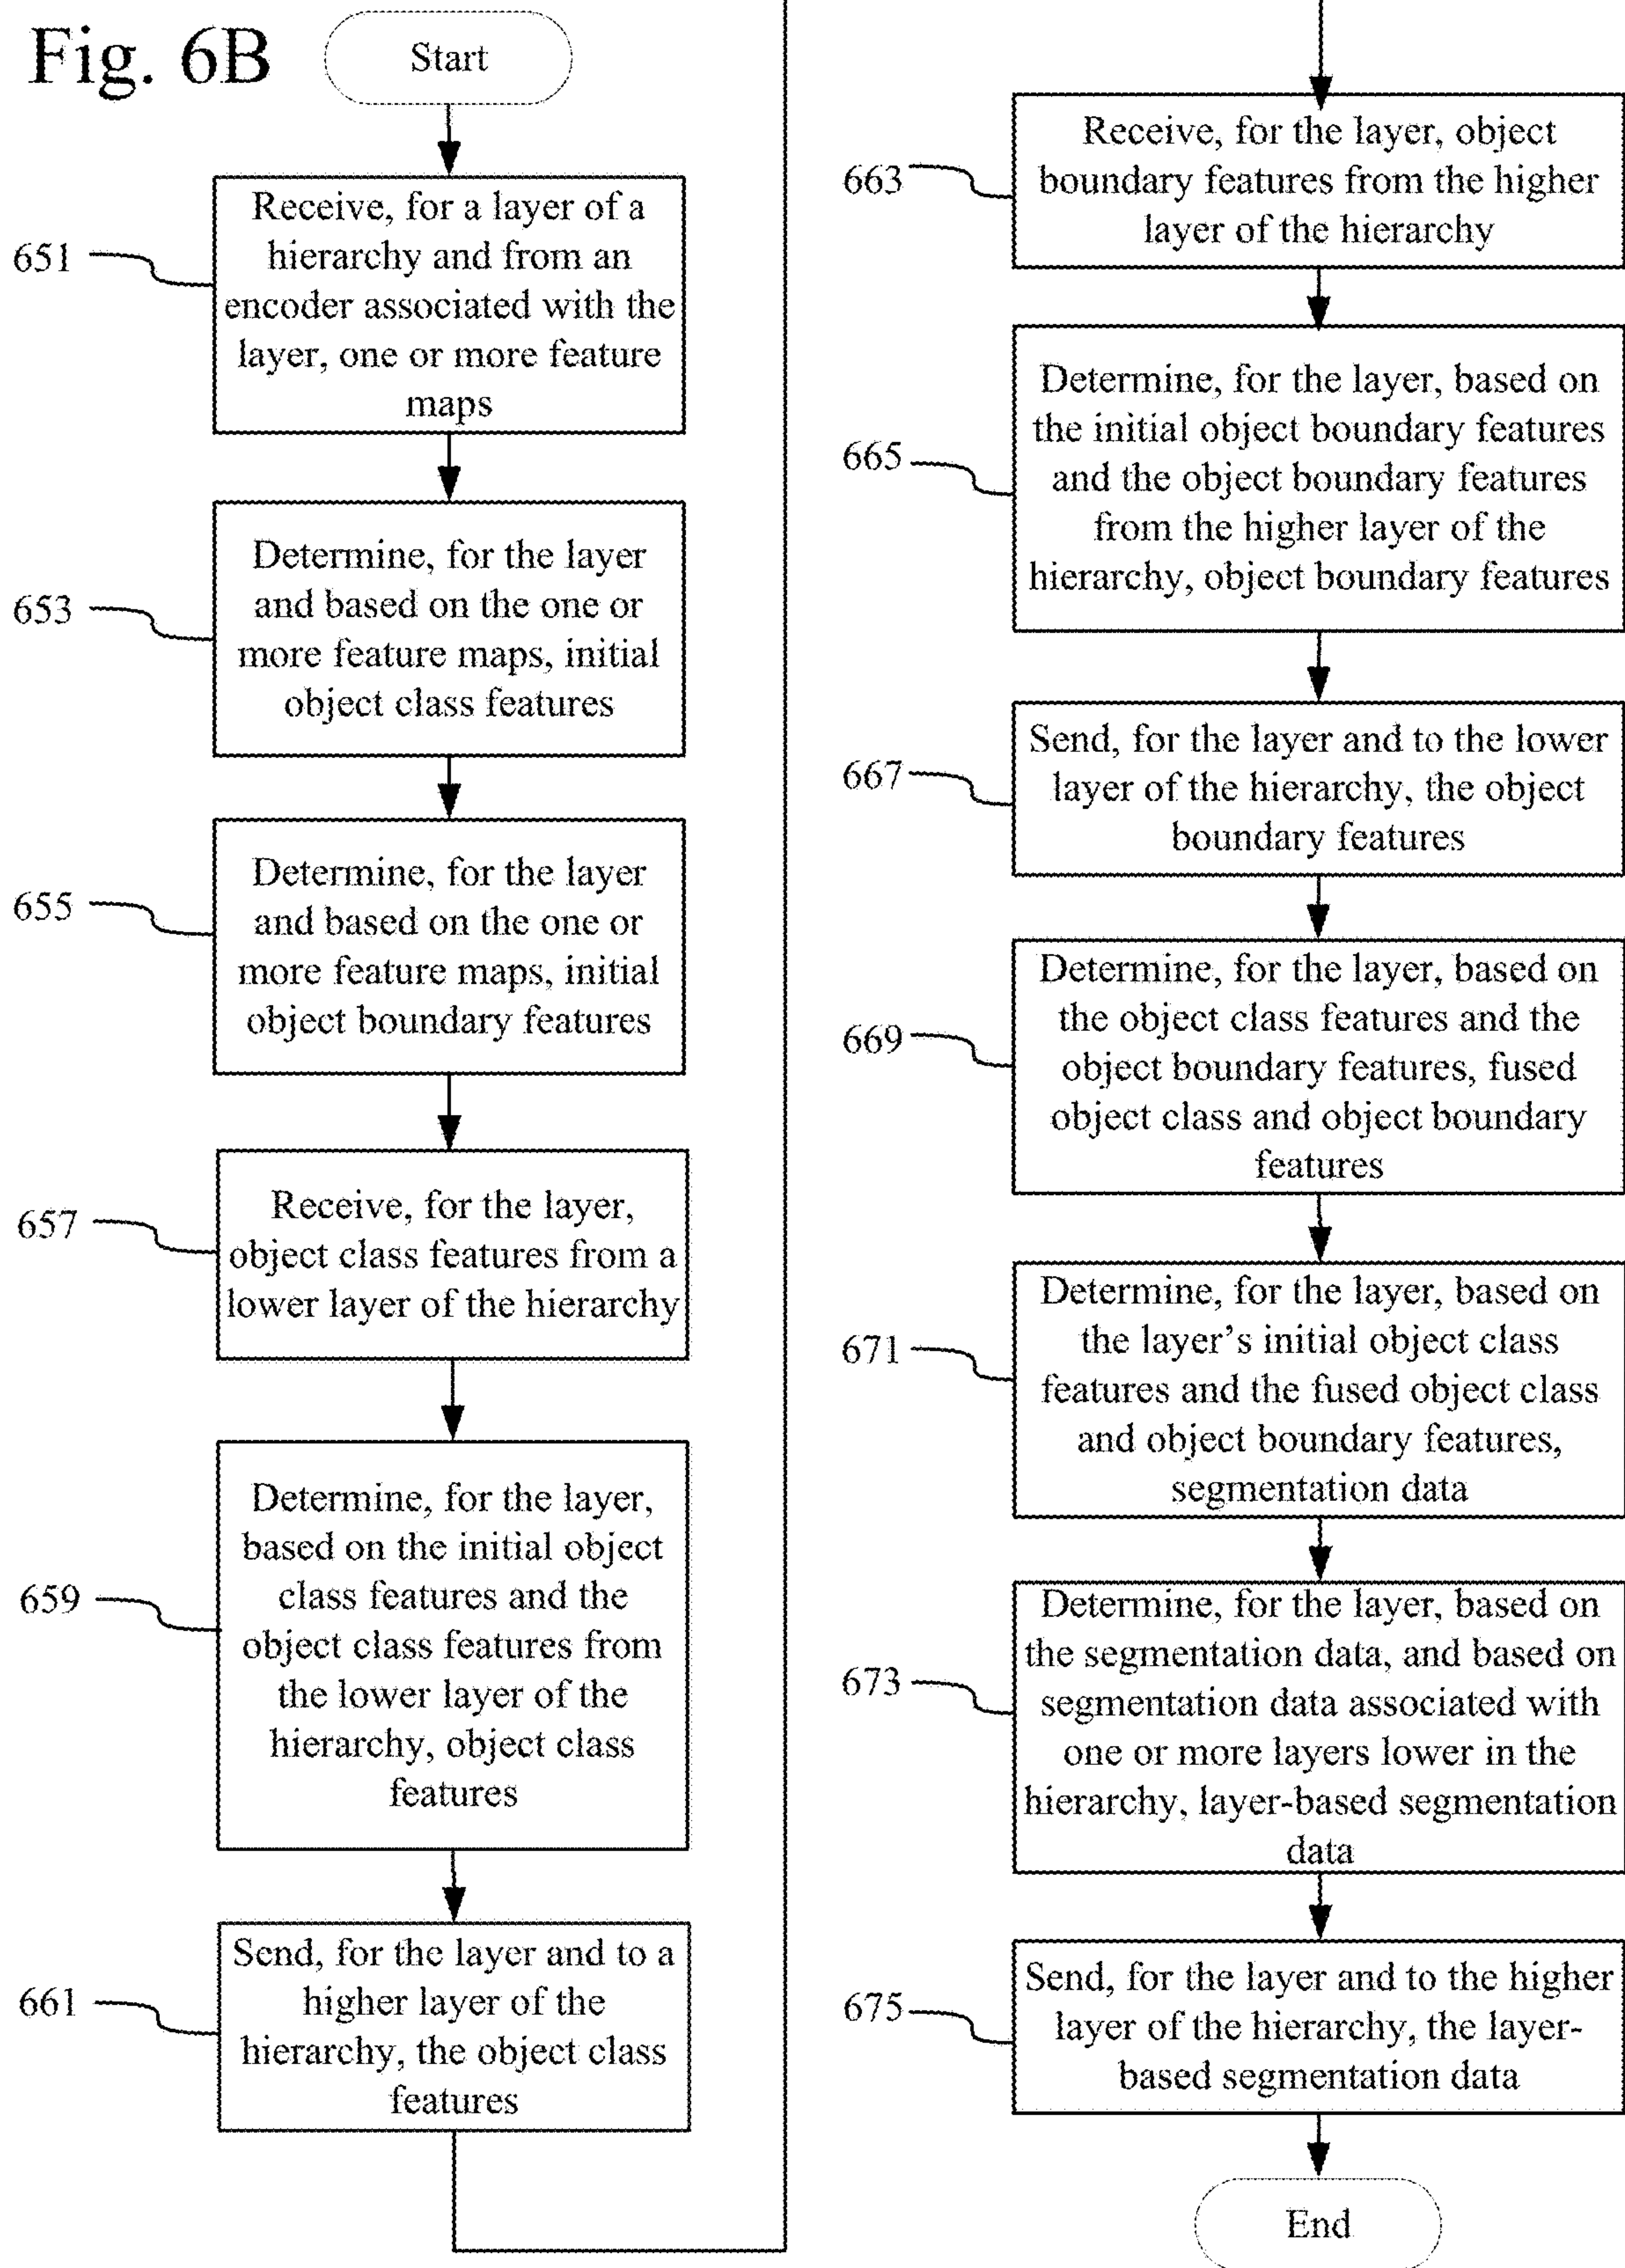 Fig. 6B
Start
651
Receive, for a layer of a
hierarchy and from an
encoder associated with the
layer, one or more feature
maps
653
Determine, for the layer
and based on the one or
more feature maps, initial
object class features
655
Determine, for the layer
and based on the one or
more feature maps, initial
object boundary features
657
Receive, for the layer,
object class features from a
lower layer of the hierarchy
659
Determine, for the layer,
based on the initial object
class features and the
object class features from
the lower layer of the
hierarchy, object class
features
661
Send, for the layer and to a
higher layer of the
hierarchy, the object class
features
663
Receive, for the layer, object
boundary features from the higher
layer of the hierarchy
665
Determine, for the layer, based on
the initial object boundary features
and the object boundary features
from the higher layer of the
hierarchy, object boundary features
667
Send, for the layer and to the lower
layer of the hierarchy, the object
boundary features
669
Determine, for the layer, based on
the object class features and the
object boundary features, fused
object class and object boundary
features
671
Determine, for the layer, based on
the layer’s initial object class
features and the fused object class
and object boundary features,
segmentation data
673
Determine, for the layer, based on
the segmentation data, and based on
segmentation data associated with
one or more layers lower in the
hierarchy, layer-based segmentation
data
675
Send, for the layer and to the higher
layer of the hierarchy, the layer-
based segmentation data
End